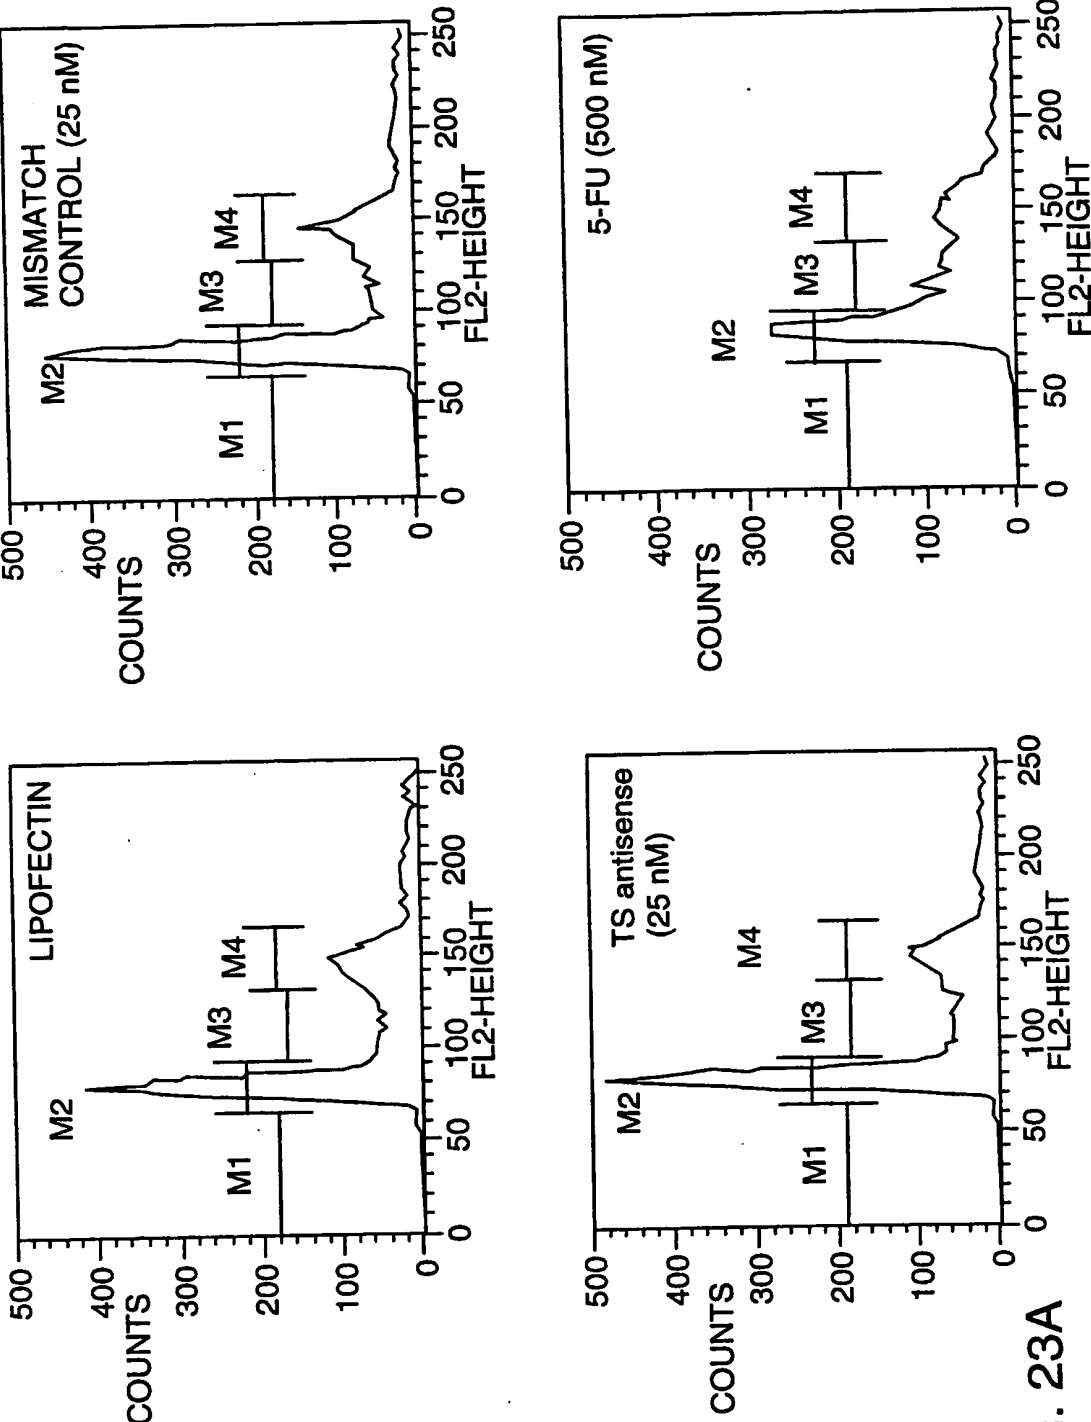 LIPOFECTIN
500
400
300
200
100
0
COUNTS
M2
M1
M3
M4
0
50
100
150
200
250
FL2-HEIGHT
MISMATCH
CONTROL (25 nM)
500
400
300
200
100
0
COUNTS
M2
M1
M3
M4
0
50
100
150
200
250
FL2-HEIGHT
TS antisense
(25 nM)
500
400
300
200
100
0
COUNTS
M2
M1
M3
M4
0
50
100
150
200
250
FL2-HEIGHT
5-FU (500 nM)
500
400
300
200
100
0
COUNTS
M2
M1
M3
M4
0
50
100
150
200
250
FL2-HEIGHT
. 23A